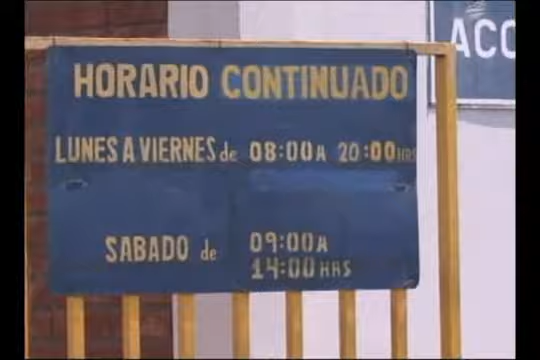 HORARIO CONTINUADO
LUNES A VIERNES de 08:00 A 20:00 HRS
SABADO de 09:00 A
14:00 HRS
ACC